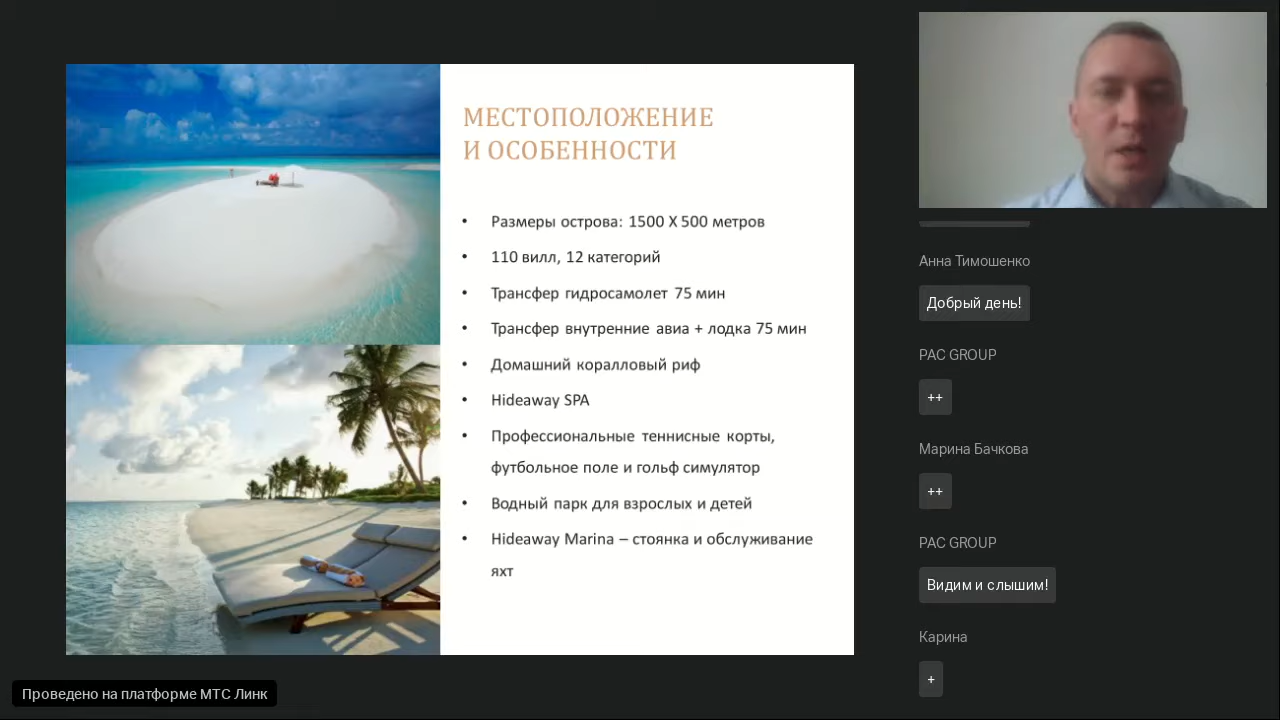 МЕСТОПОЛОЖЕНИЕ
И ОСОБЕННОСТИ
• Размеры острова: 1500 X 500 метров
• 110 вилл, 12 категорий
• Трансфер гидросамолет 75 мин
• Трансфер внутренние авиа + лодка 75 мин
• Домашний коралловый риф
• Hideaway SPA
• Профессиональные теннисные корты,
футбольное поле и гольф симулятор
• Водный парк для взрослых и детей
• Hideaway Marina – стоянка и обслуживание
яхт
Анна Тимошенко
Добрый день!
PAC GROUP
++
Марина Бачкова
++
PAC GROUP
Видим и слышим!
Карина
+
Проведено на платформе МТС Линк